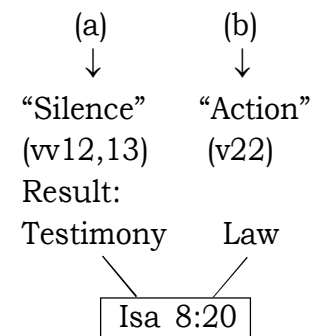 (a) (b)
“Silence” “Action”
(vv12,13) (v22)
Result:
Testimony Law
Isa 8:20